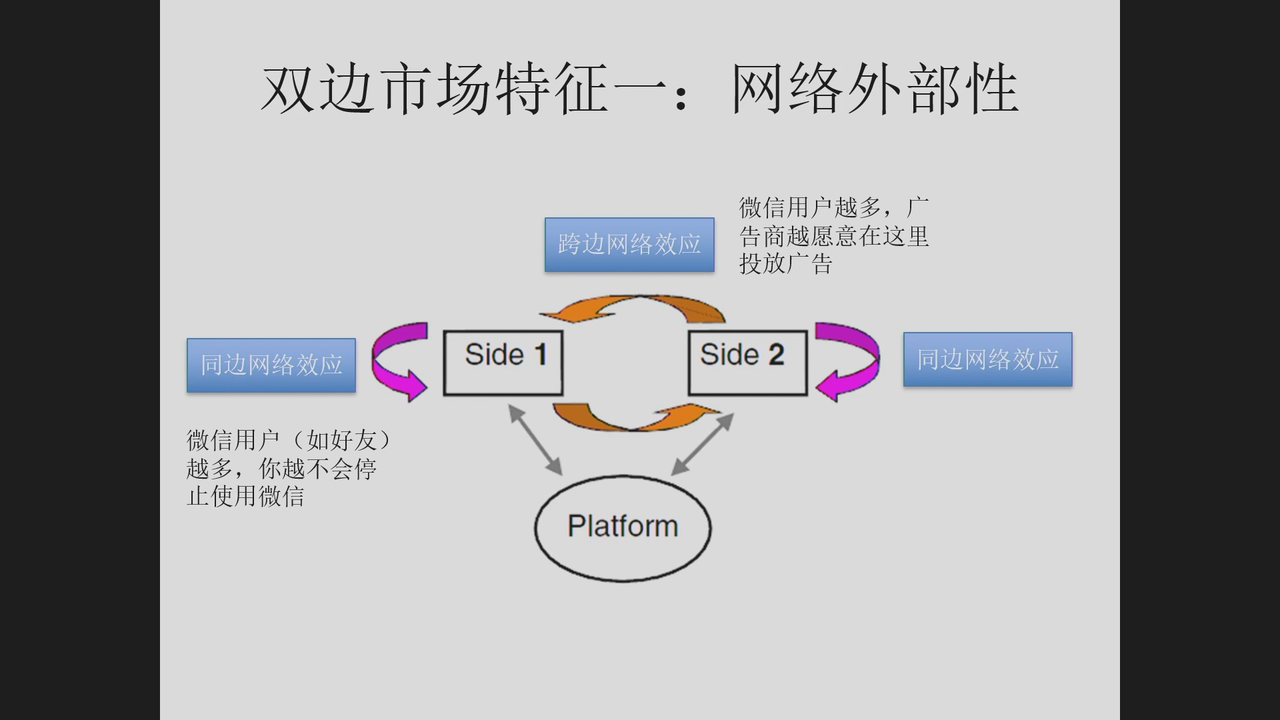 双边市场特征一：网络外部性
微信用户越多，广
告商越愿意在这里
投放广告
跨边网络效应
同边网络效应
Side 1
Side 2
同边网络效应
微信用户（如好友）
越多，你越不会停
止使用微信
Platform